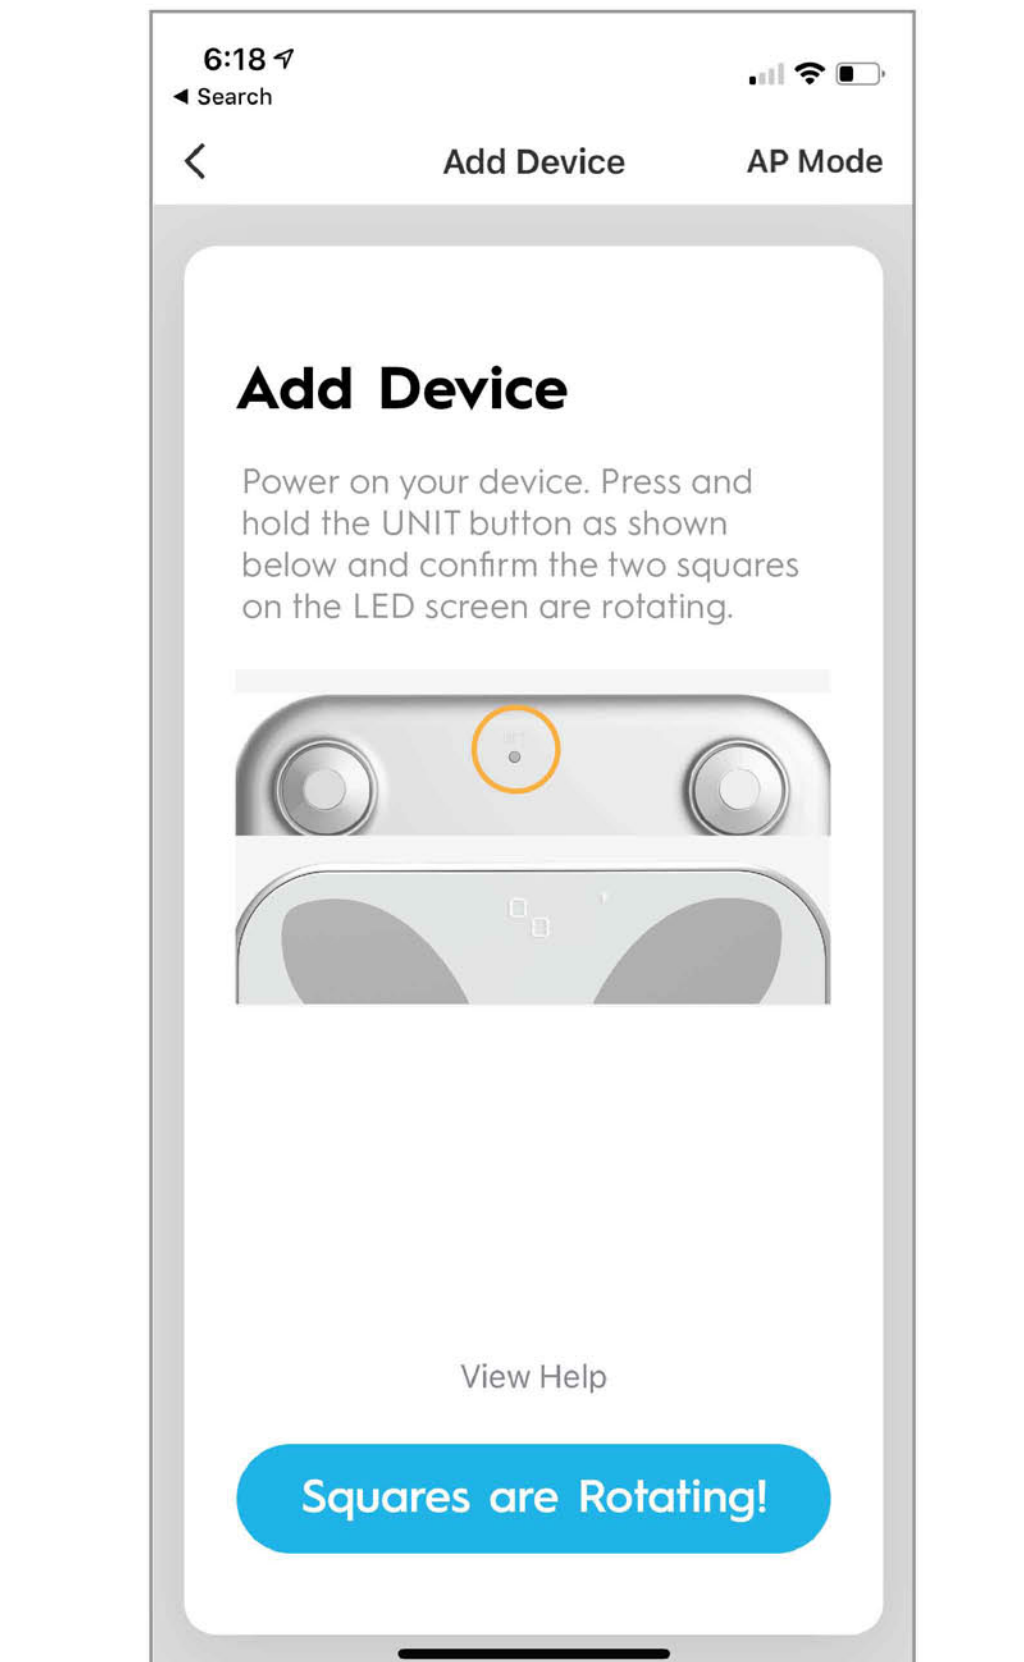 6:18
Search
Add Device
AP Mode
Add Device
Power on your device. Press and
hold the UNIT button as shown
below and confirm the two squares
on the LED screen are rotating.
View Help
Squares are Rotating!